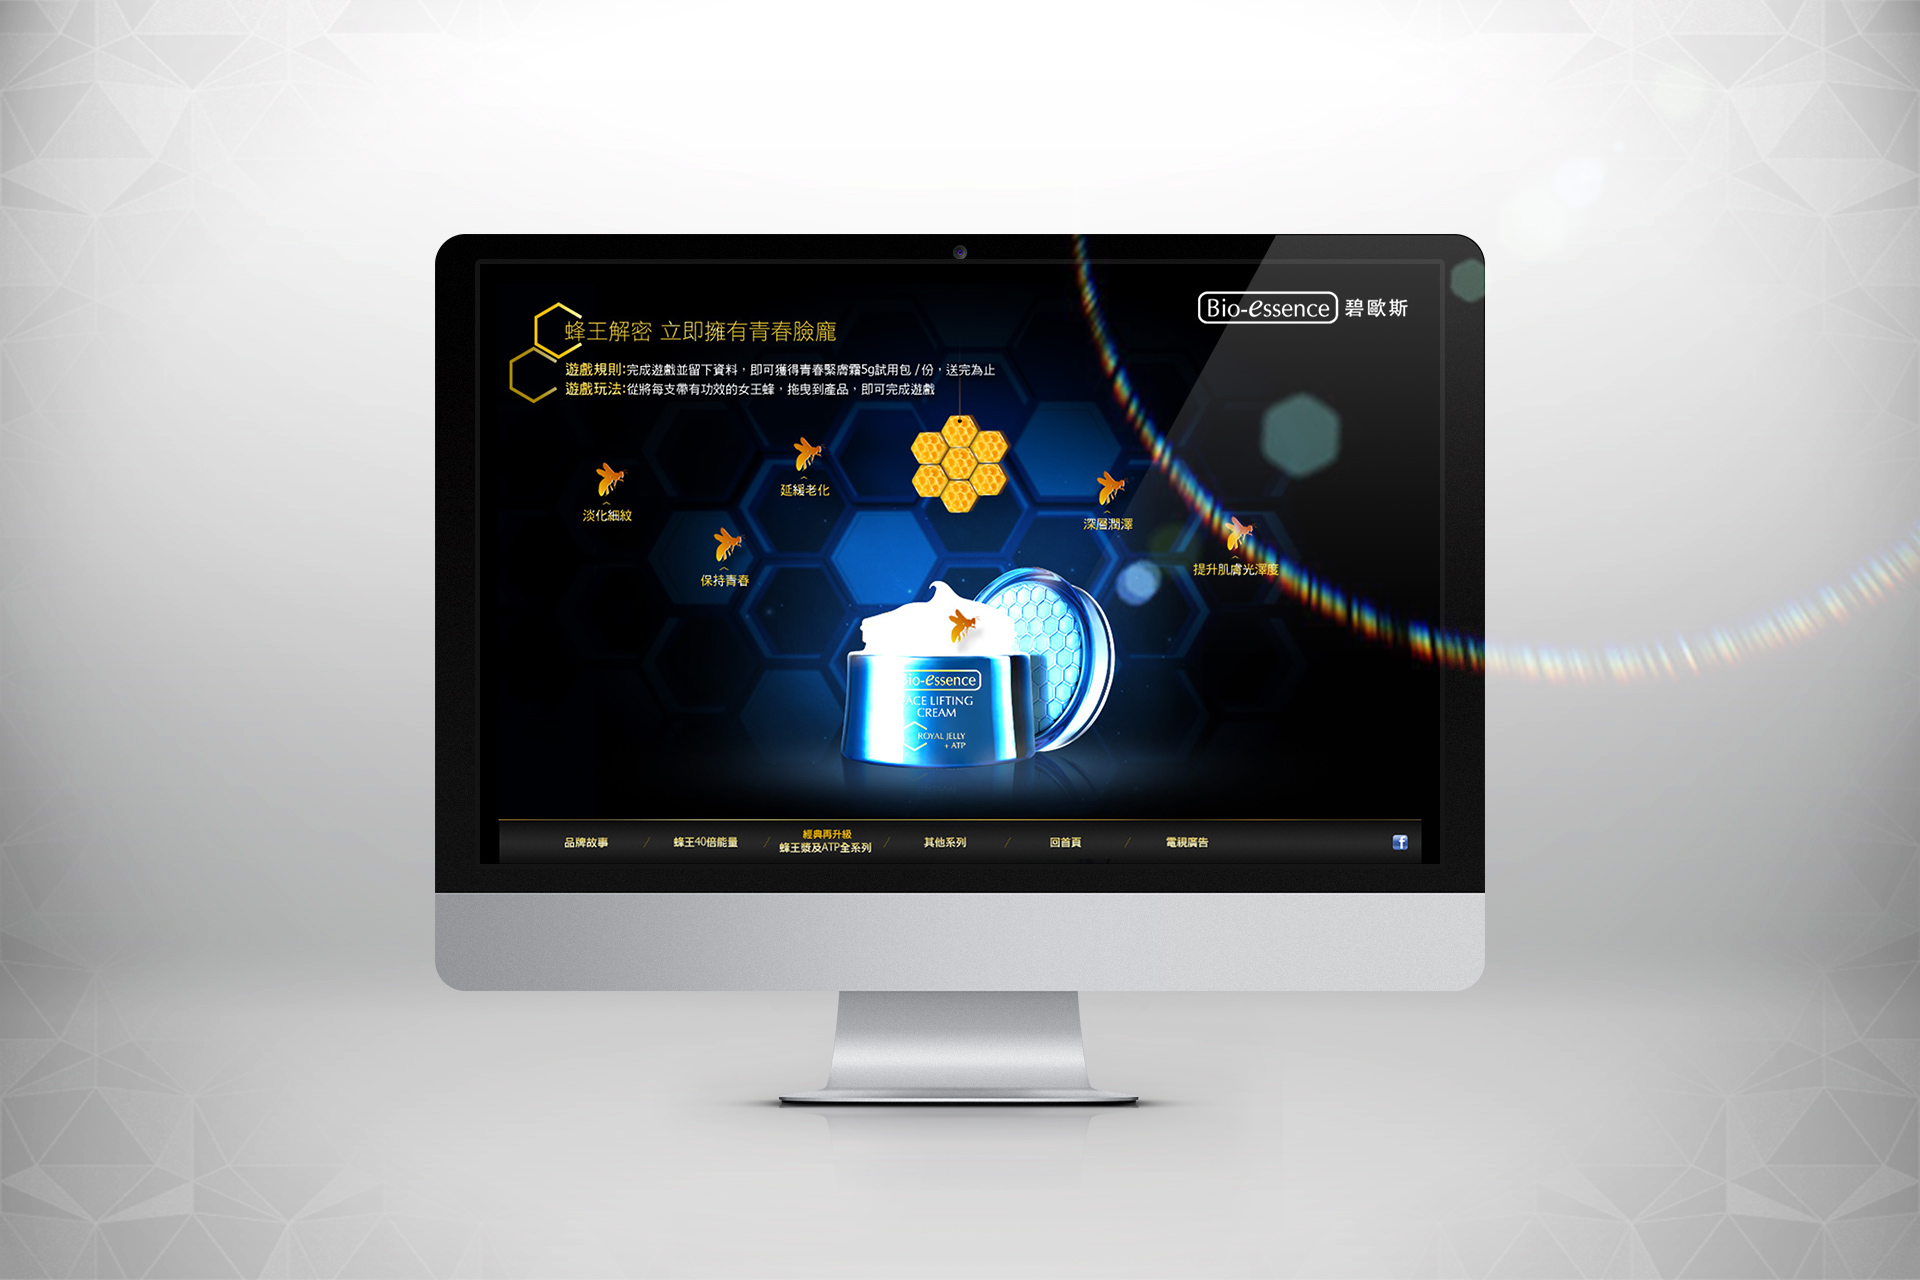 Bio-essence 碧歐斯
蜂王解密 立即擁有青春臉龐
遊戲規則:完成遊戲並留下資料，即可獲得青春緊膚霜5g試用包 / 份，送完為止
遊戲玩法:從將每支帶有功效的女王蜂，拖曳到產品，即可完成遊戲
淡化細紋
延緩老化
保持青春
深層潤澤
提升肌膚光澤度
Bio-essence
FACE LIFTING
CREAM
ROYAL JELLY
+ ATP
品牌故事 / 蜂王40倍能量 / 經典再升級
蜂王漿及ATP全系列 / 其他系列 / 回首頁 / 電視廣告
f